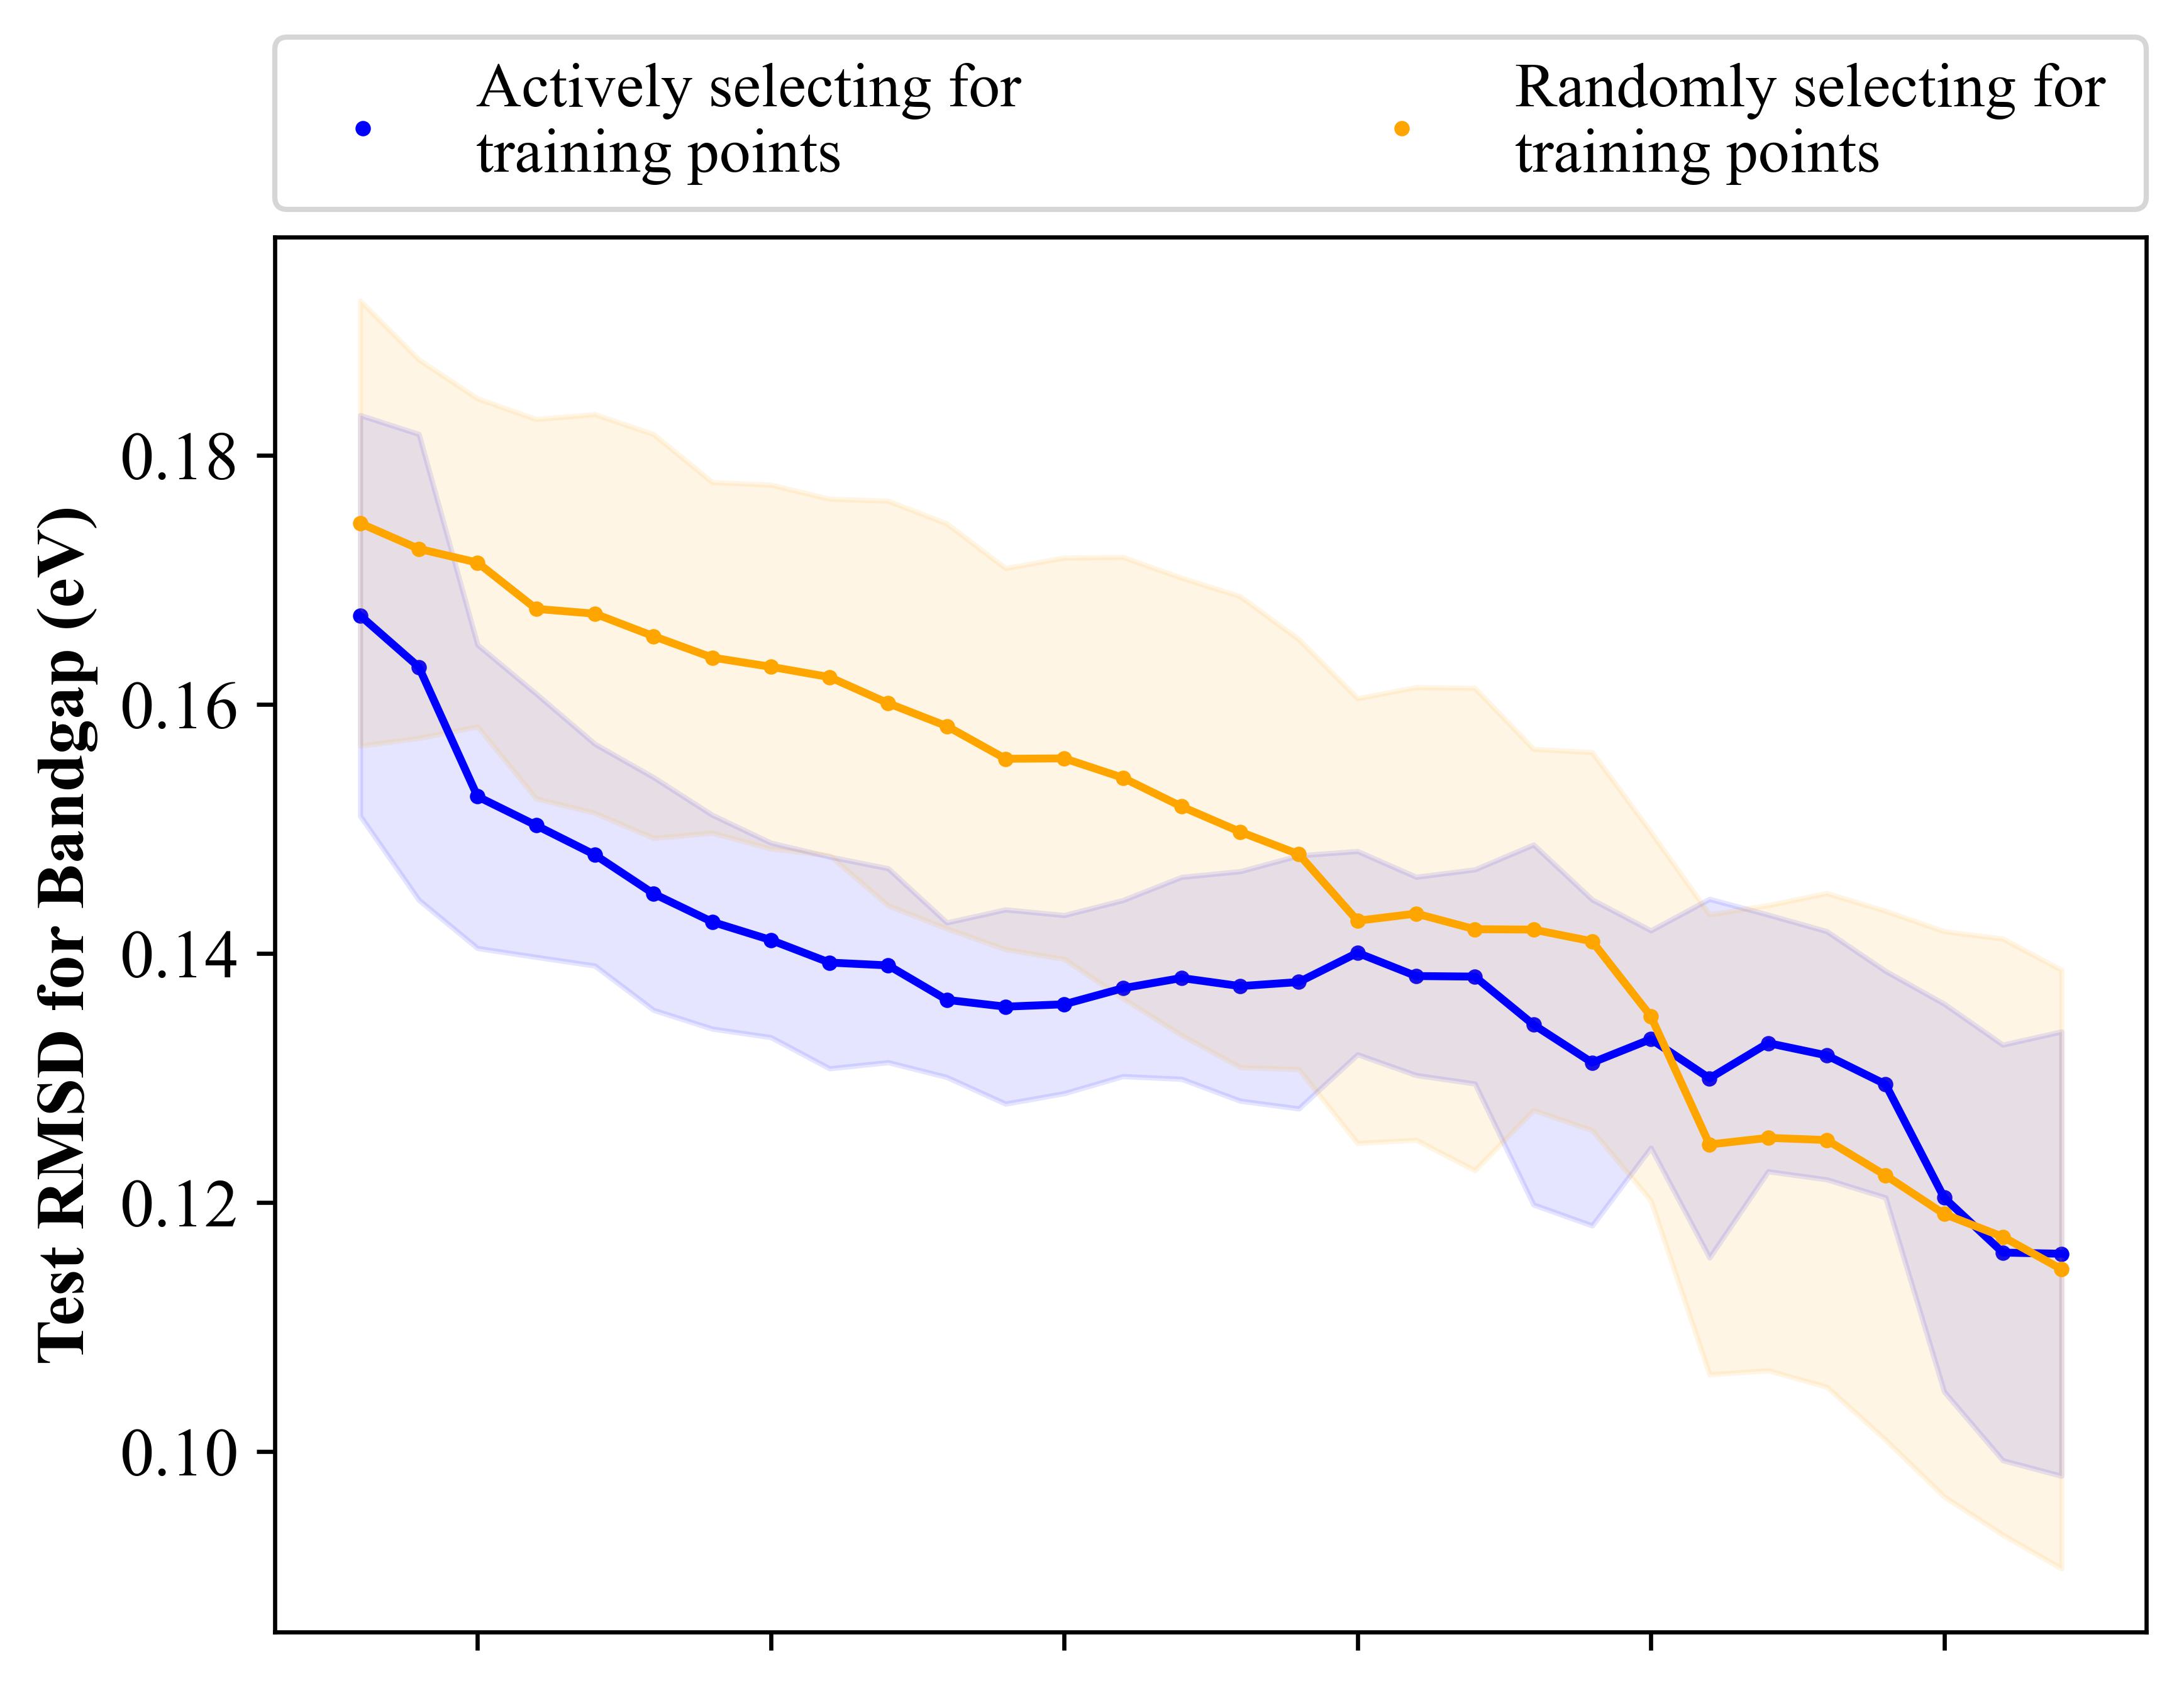 Actively selecting for
training points
Randomly selecting for
training points
Test RMSD for Bandgap (eV)
0.18
0.16
0.14
0.12
0.10